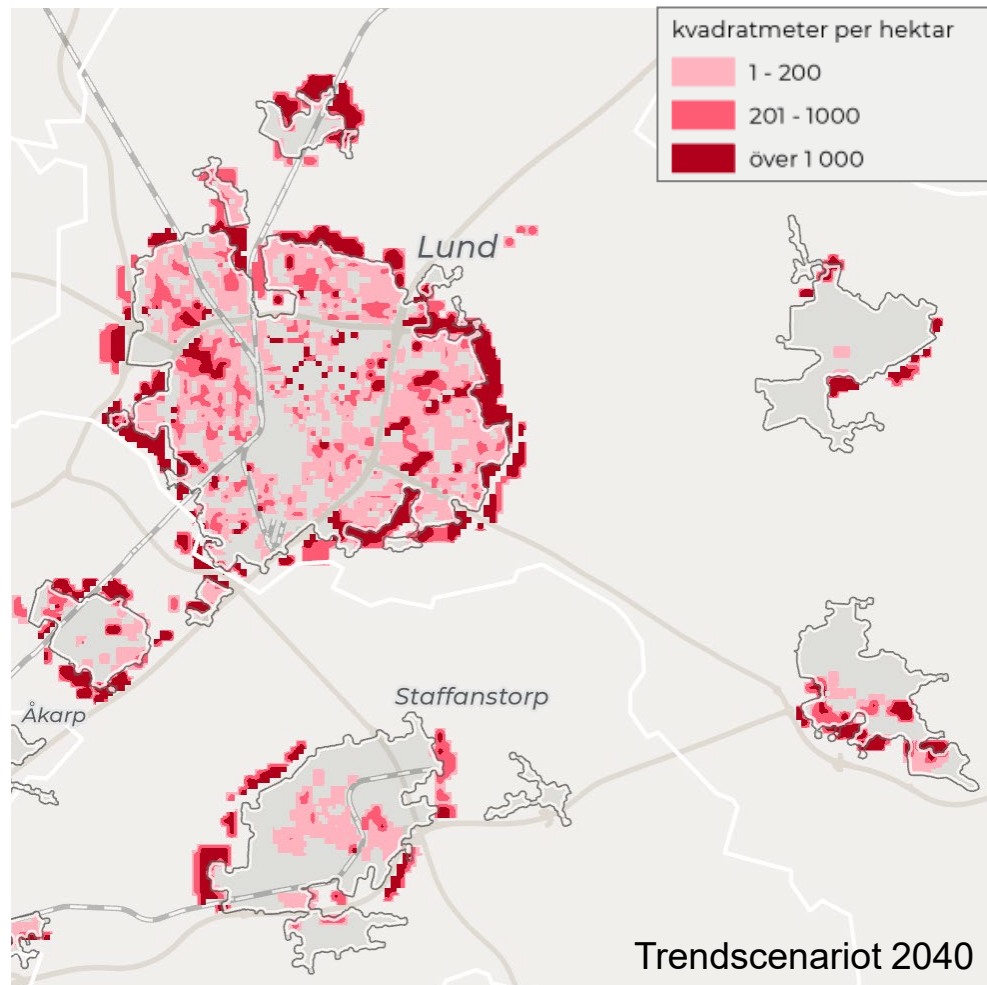 kvadratmeter per hektar
1 - 200
201 - 1000
över 1 000
Lund
Staffanstorp
Åkarp
Trendscenariot 2040